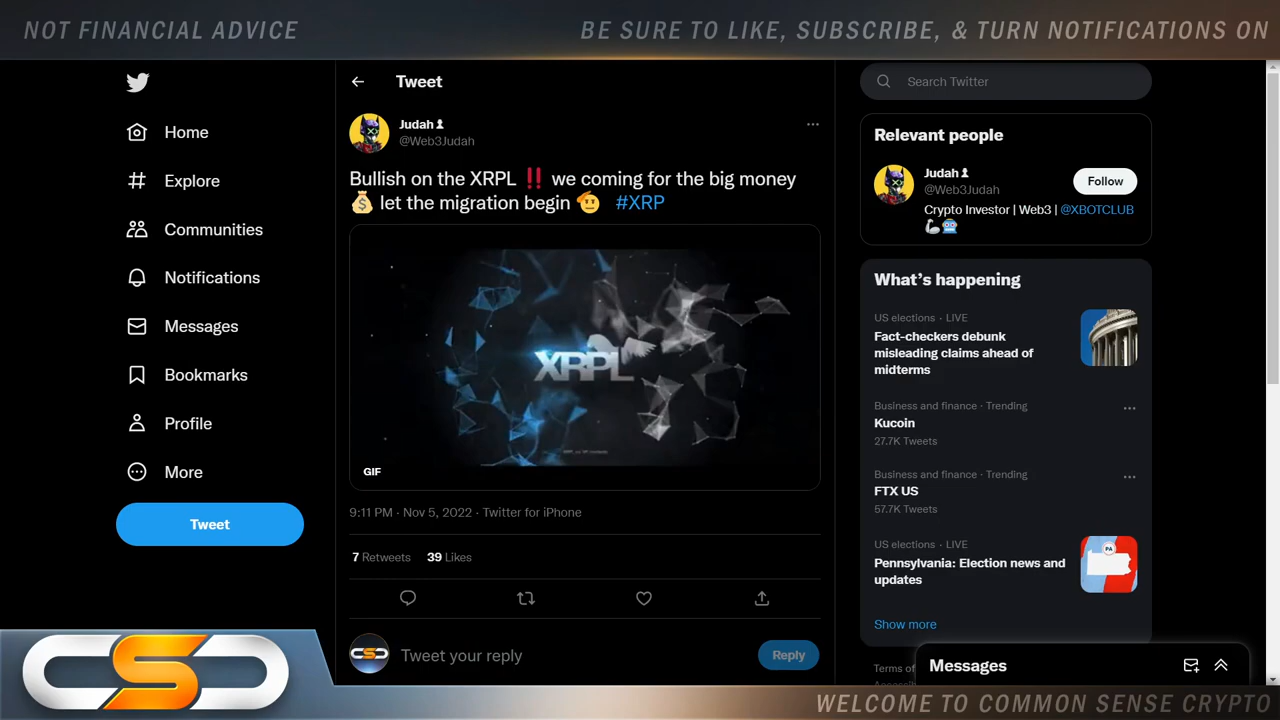 NOT FINANCIAL ADVICE
BE SURE TO LIKE, SUBSCRIBE, & TURN NOTIFICATIONS ON
Home
Explore
Communities
Notifications
Messages
Bookmarks
Profile
More
Tweet
Tweet
Judah
@Web3Judah
Bullish on the XRPL ‼️ we coming for the big money
💰 let the migration begin 🫡 #XRP
XRPL
GIF
9:11 PM · Nov 5, 2022 · Twitter for iPhone
7 Retweets 39 Likes
Tweet your reply
Reply
Search Twitter
Relevant people
Judah
@Web3Judah
Follow
Crypto Investor | Web3 | @XBOTCLUB
🦾🤖
What's happening
US elections · LIVE
Fact-checkers debunk
misleading claims ahead of
midterms
Business and finance · Trending
Kucoin
27.7K Tweets
Business and finance · Trending
FTX US
57.7K Tweets
US elections · LIVE
Pennsylvania: Election news and
updates
PA
Show more
Terms of
Messages
CSC
WELCOME TO COMMON SENSE CRYPTO